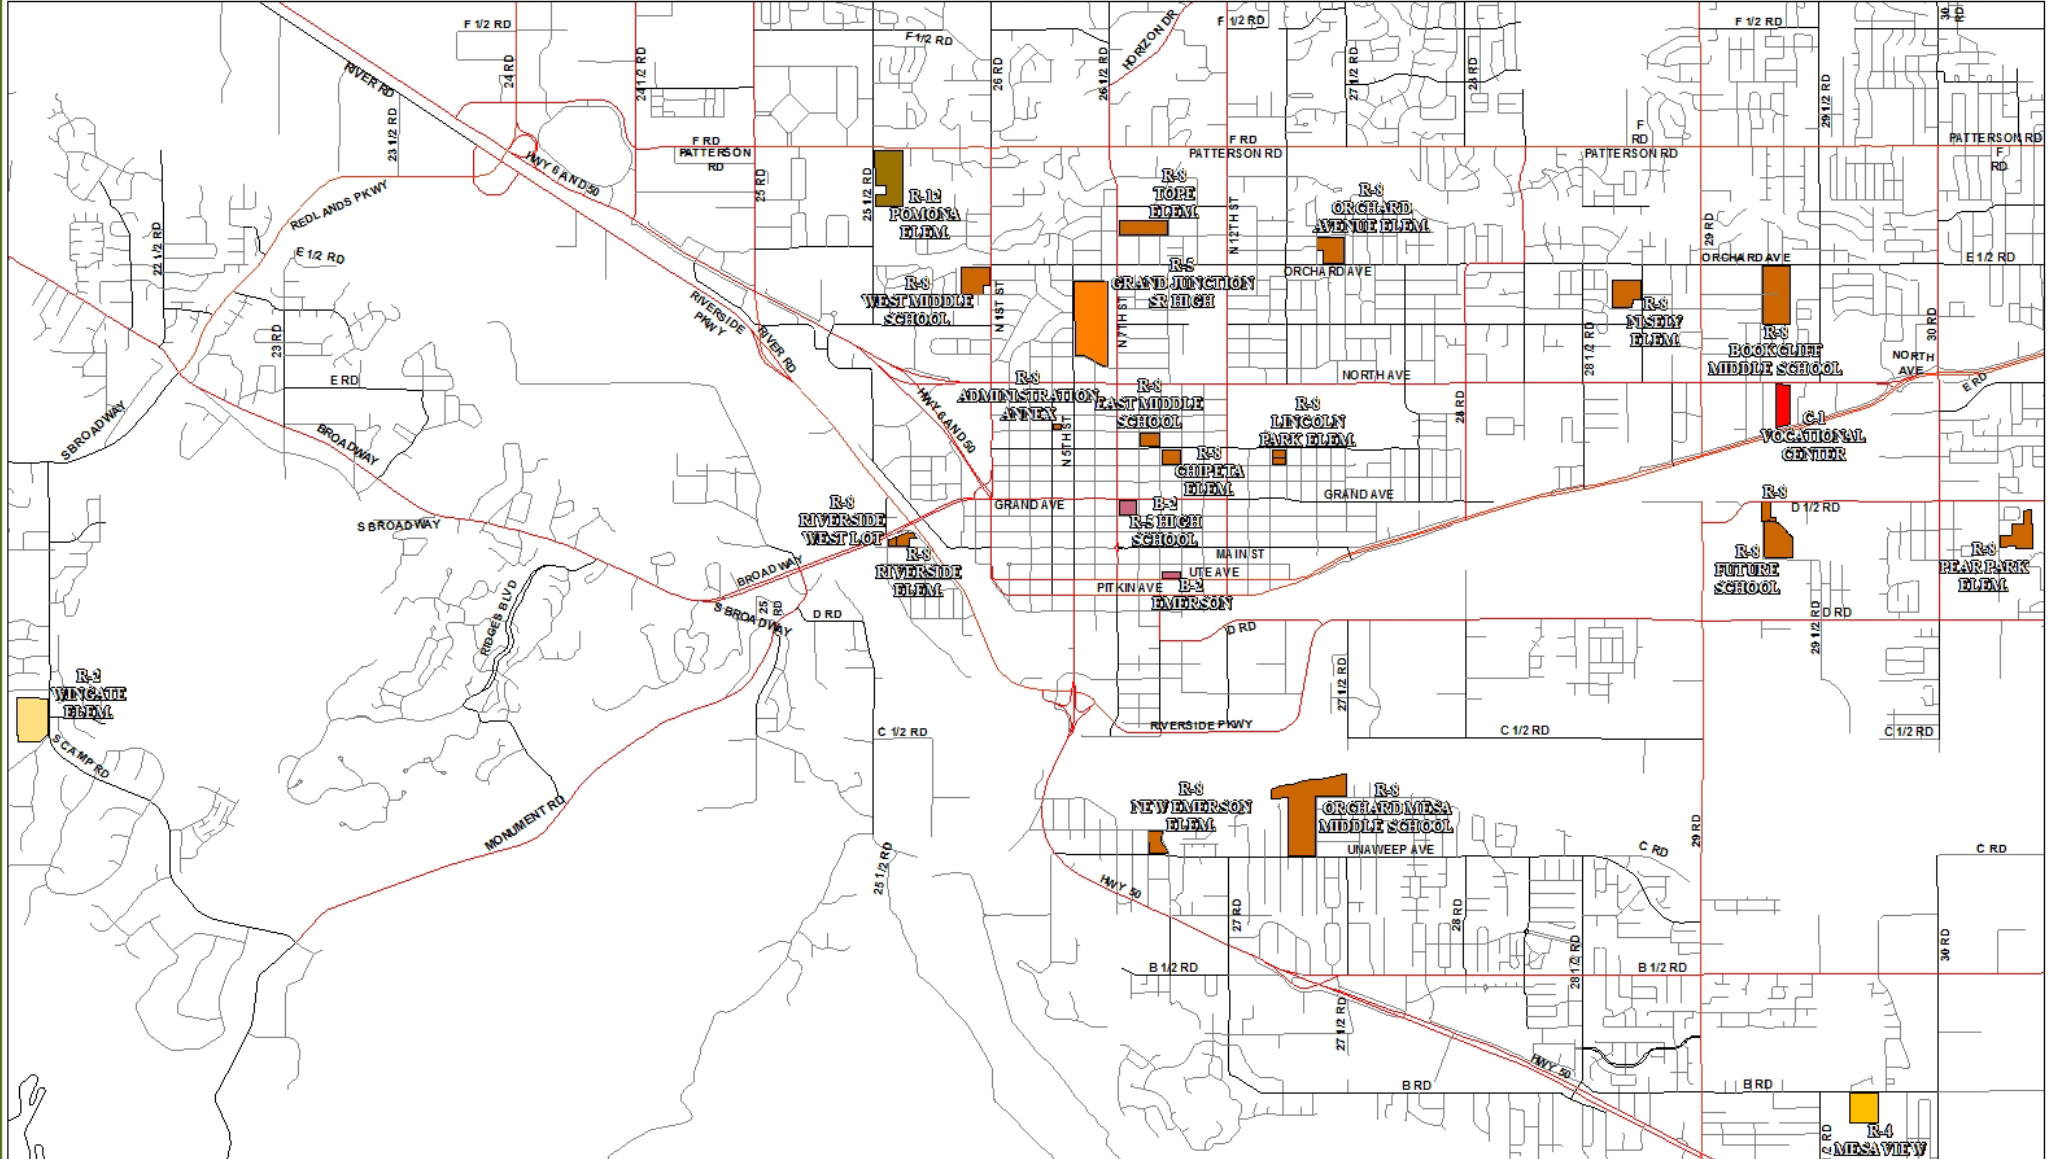 F 1/2 RD
F 1/2 RD
F 1/2 RD
F 1/2 RD
30
RD
HORIZON DR
RIVER RD
24 RD
24 1/2 RD
26 RD
26 1/2 RD
27 1/2 RD
28 RD
29 1/2 RD
23 1/2 RD
F RD
PATTERSON
RD
F RD
PATTERSON RD
F
RD
PATTERSON RD
PATTERSON RD
F
RD
HWY 6 AND 50
REDLANDS PKWY
25 RD
25 1/2 RD
R-12
POMONA
ELEM.
R-8
TOPE
ELEM.
R-8
ORCHARD
AVENUE ELEM.
N 12TH ST
29 RD
22 1/2 RD
E 1/2 RD
ORCHARD AVE
ORCHARD AVE
E 1/2 RD
R-8
WEST MIDDLE
SCHOOL
N 1ST ST
R-5
GRAND JUNCTION
SR HIGH
N 7TH ST
R-8
NISELY
ELEM.
R-8
BOOKCLIFF
MIDDLE SCHOOL
28 1/2 RD
30 RD
RIVERSIDE
PKWY
RIVER RD
23 RD
E RD
NORTH AVE
NORTH
AVE
E RD
R-8
ADMINISTRATION
ANNEX
R-8
EAST MIDDLE
SCHOOL
R-8
LINCOLN
PARK ELEM.
28 RD
HWY 6 AND 50
N 5TH ST
C-1
VOCATIONAL
CENTER
S BROADWAY
BROADWAY
R-8
CHIPETA
ELEM.
GRAND AVE
GRAND AVE
R-8
RIVERSIDE
WEST LOT
B-2
R-5 HIGH
SCHOOL
R-8
D 1/2 RD
S BROADWAY
R-8
RIVERSIDE
ELEM.
MAIN ST
UTE AVE
PITKIN AVE
B-2
EMERSON
R-8
FUTURE
SCHOOL
R-8
PEAR PARK
ELEM.
BROADWAY
RIDGES BLVD
S BROADWAY
25
RD
D RD
D RD
29 1/2 RD
D RD
R-2
WINGATE
ELEM.
27 1/2 RD
S CAMP RD
C 1/2 RD
RIVERSIDE PKWY
C 1/2 RD
C 1/2 RD
MONUMENT RD
R-8
NEW EMERSON
ELEM.
R-8
ORCHARD MESA
MIDDLE SCHOOL
UNAWEEP AVE
29 RD
C RD
C RD
25 1/2 RD
HWY 50
27 RD
28 RD
28 1/2 RD
30 RD
B 1/2 RD
B 1/2 RD
27 1/2 RD
HWY 50
B RD
B RD
R-4
MESA VIEW
/2 RD